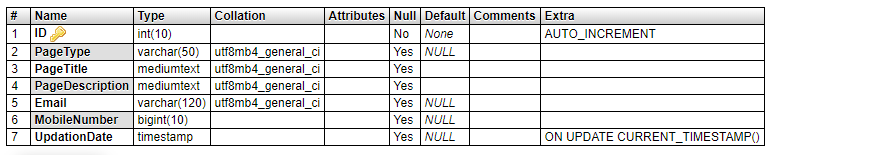 # Name Type Collation Attributes Null Default Comments Extra
1 ID int(10) No None AUTO_INCREMENT
2 PageType varchar(50) utf8mb4_general_ci Yes NULL
3 PageTitle mediumtext utf8mb4_general_ci Yes
4 PageDescription mediumtext utf8mb4_general_ci Yes
5 Email varchar(120) utf8mb4_general_ci Yes NULL
6 MobileNumber bigint(10) Yes NULL
7 UpdationDate timestamp Yes NULL ON UPDATE CURRENT_TIMESTAMP()